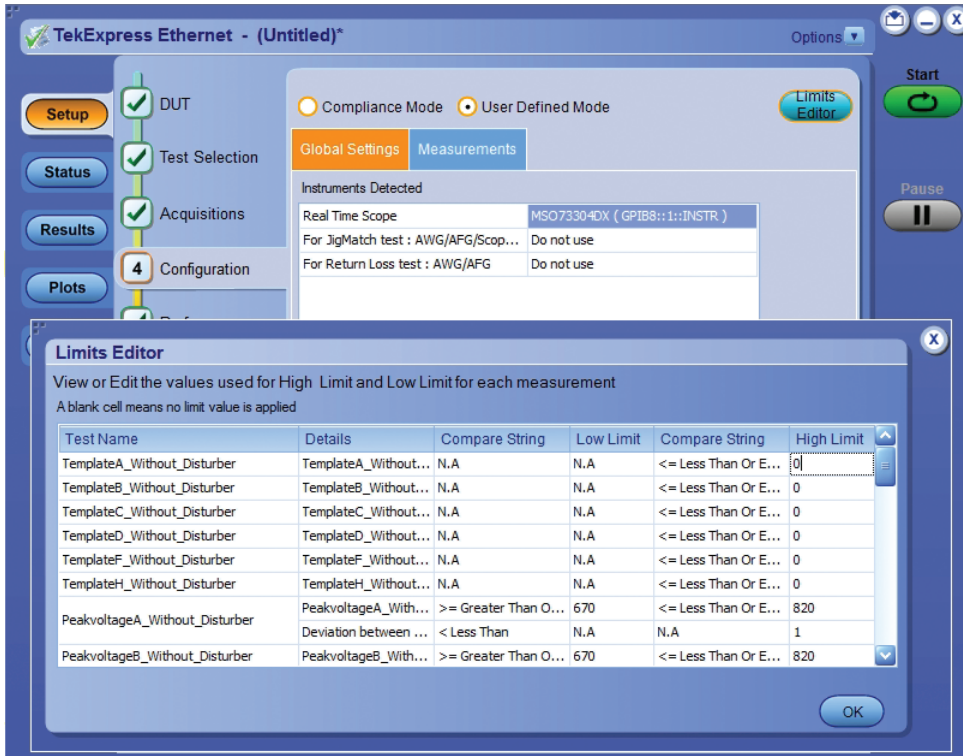 TekExpress Ethernet - (Untitled)*
Options
Start
Pause
Setup
Status
Results
Plots
DUT
Test Selection
Acquisitions
4 Configuration
Compliance Mode User Defined Mode
Limits Editor
Global Settings Measurements
Instruments Detected
Real Time Scope MSO73304DX ( GPIB8::1::INSTR )
For JigMatch test : AWG/AFG/Scop... Do not use
For Return Loss test : AWG/AFG Do not use
Limits Editor
View or Edit the values used for High Limit and Low Limit for each measurement
A blank cell means no limit value is applied
Test Name Details Compare String Low Limit Compare String High Limit
TemplateA_Without_Disturber TemplateA_Without... N.A N.A <= Less Than Or E... 0
TemplateB_Without_Disturber TemplateB_Without... N.A N.A <= Less Than Or E... 0
TemplateC_Without_Disturber TemplateC_Without... N.A N.A <= Less Than Or E... 0
TemplateD_Without_Disturber TemplateD_Without... N.A N.A <= Less Than Or E... 0
TemplateF_Without_Disturber TemplateF_Without... N.A N.A <= Less Than Or E... 0
TemplateH_Without_Disturber TemplateH_Without... N.A N.A <= Less Than Or E... 0
PeakvoltageA_Without_Disturber PeakvoltageA_With... >= Greater Than O... 670 <= Less Than Or E... 820
Deviation between ... < Less Than N.A N.A 1
PeakvoltageB_Without_Disturber PeakvoltageB_With... >= Greater Than O... 670 <= Less Than Or E... 820
OK